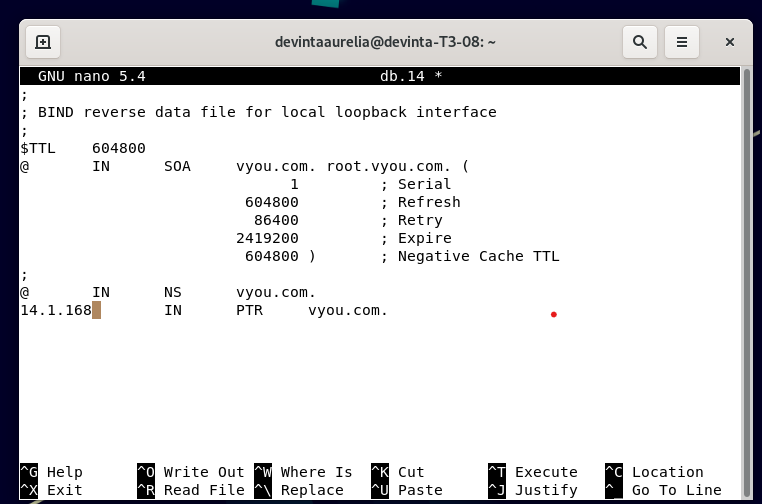 devintaaurelia@devinta-T3-08: ~
GNU nano 5.4 db.14 *
;
; BIND reverse data file for local loopback interface
;
$TTL 604800
@ IN SOA vyou.com. root.vyou.com. (
1 ; Serial
604800 ; Refresh
86400 ; Retry
2419200 ; Expire
604800 ) ; Negative Cache TTL
;
@ IN NS vyou.com.
14.1.168 IN PTR vyou.com.
^G Help ^O Write Out ^W Where Is ^K Cut ^T Execute ^C Location
^X Exit ^R Read File ^\ Replace ^U Paste ^J Justify ^_ Go To Line